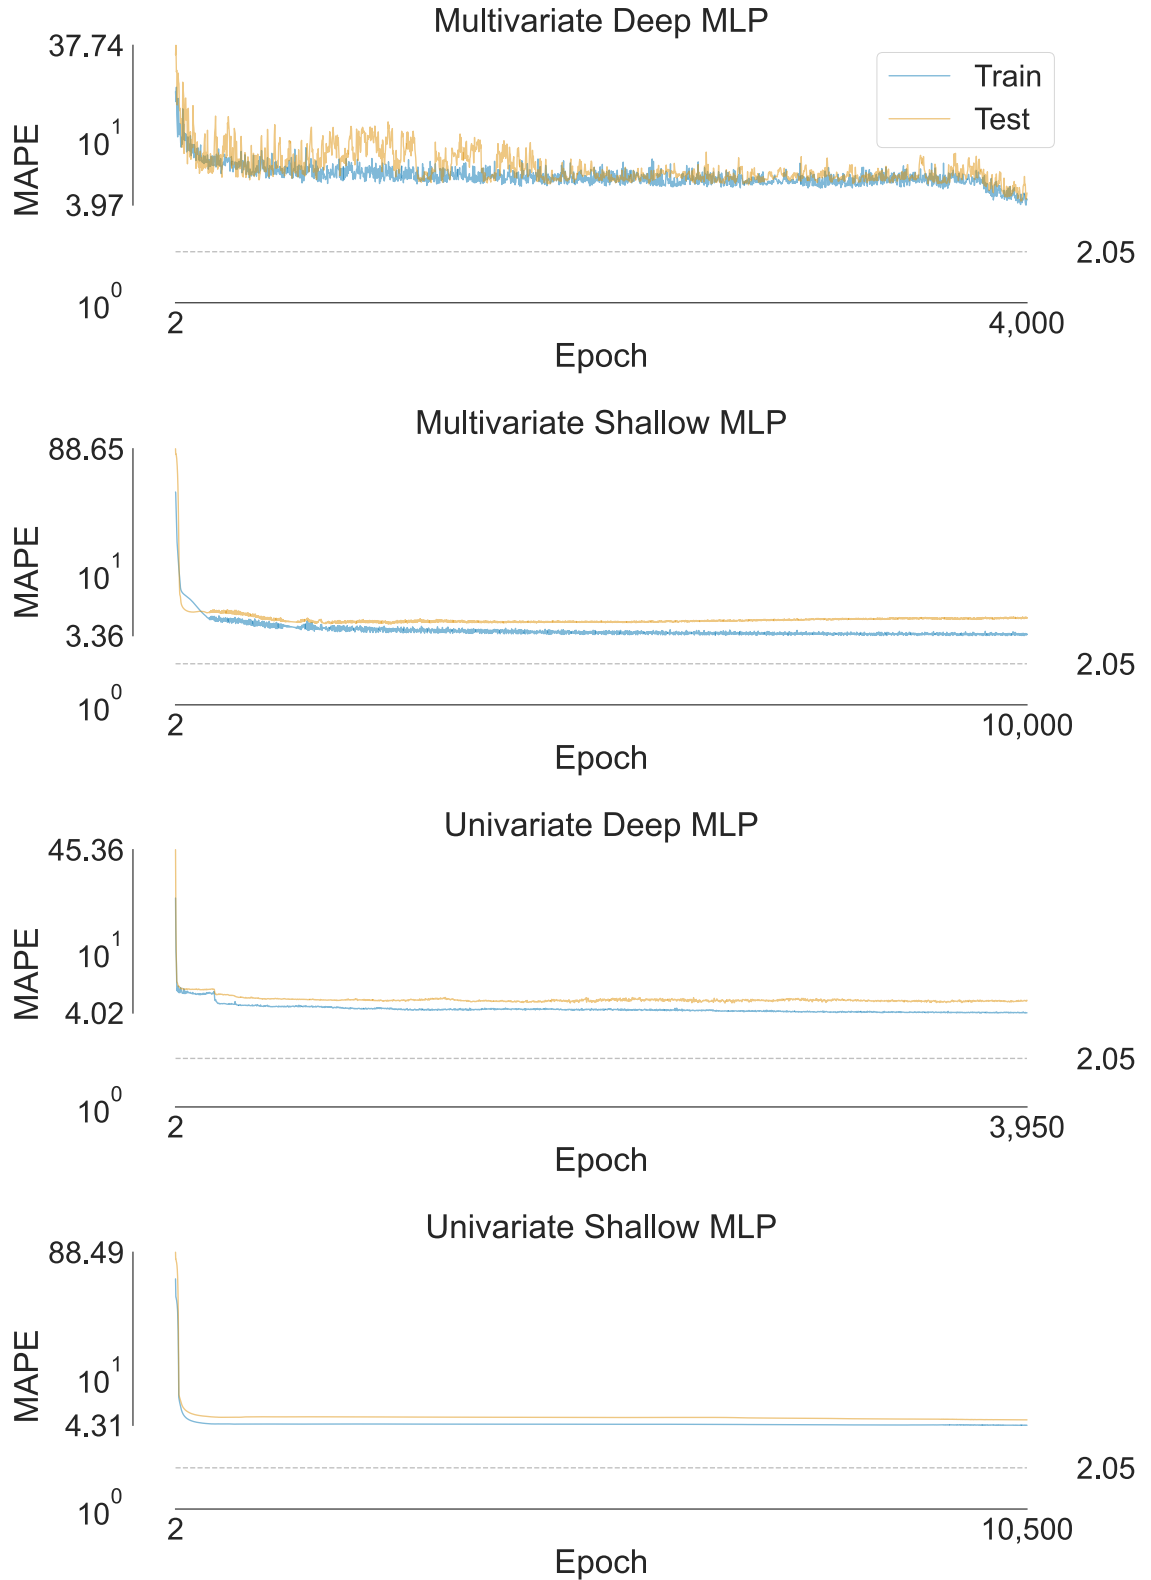 Multivariate Deep MLP
37.74
Train
Test
10^1
MAPE
3.97
2.05
10^0
2
4,000
Epoch
Multivariate Shallow MLP
88.65
10^1
MAPE
3.36
2.05
10^0
2
10,000
Epoch
Univariate Deep MLP
45.36
10^1
MAPE
4.02
2.05
10^0
2
3,950
Epoch
Univariate Shallow MLP
88.49
10^1
MAPE
4.31
2.05
10^0
2
10,500
Epoch